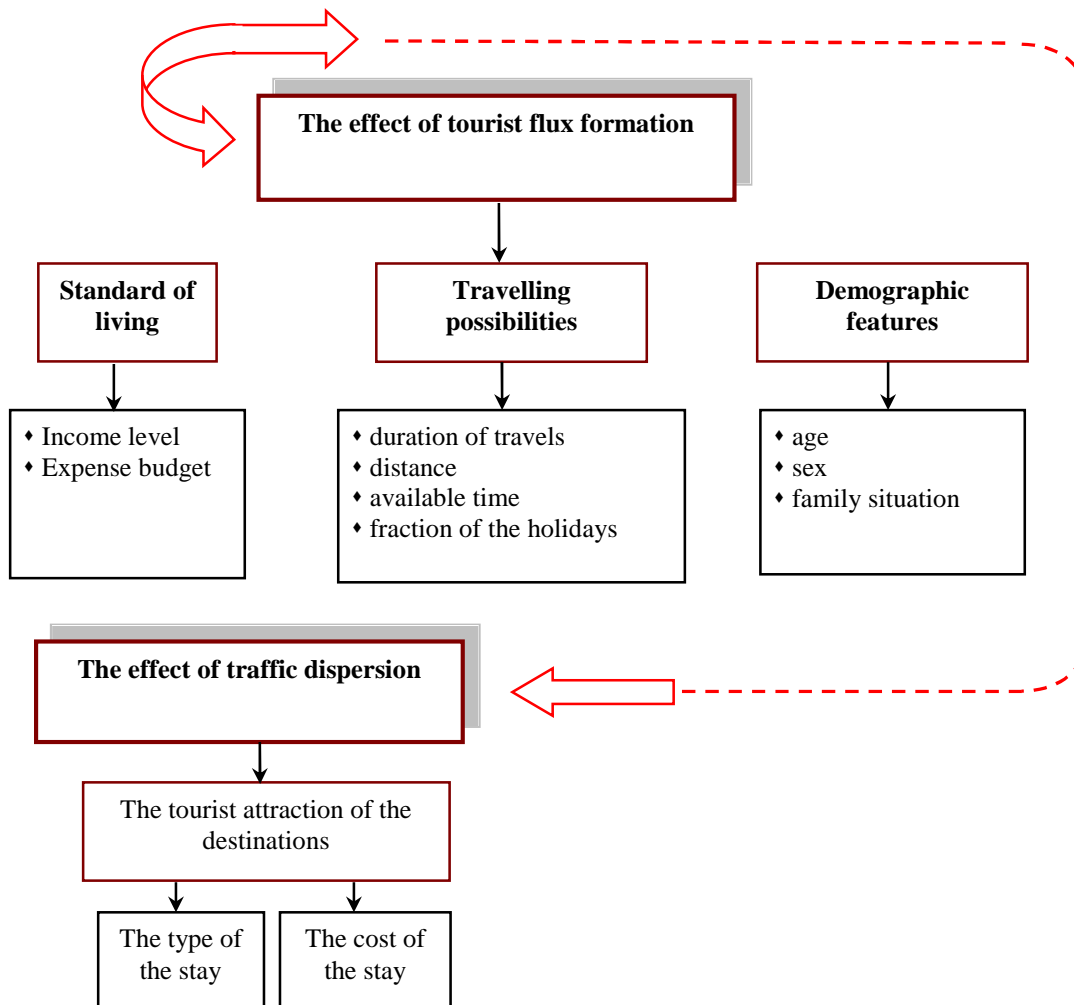 The effect of tourist flux formation
Standard of
living
Travelling
possibilities
Demographic
features
♦ Income level
♦ Expense budget
♦ duration of travels
♦ distance
♦ available time
♦ fraction of the holidays
♦ age
♦ sex
♦ family situation
The effect of traffic dispersion
The tourist attraction of the
destinations
The type of
the stay
The cost of
the stay